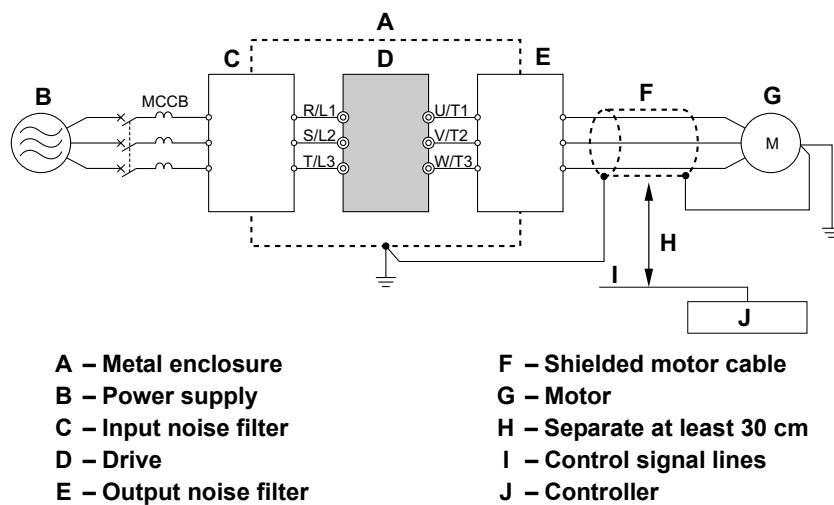 A
B
MCCB
C
R/L1
S/L2
T/L3
D
U/T1
V/T2
W/T3
E
F
G
M
H
I
J
A – Metal enclosure
B – Power supply
C – Input noise filter
D – Drive
E – Output noise filter
F – Shielded motor cable
G – Motor
H – Separate at least 30 cm
I – Control signal lines
J – Controller